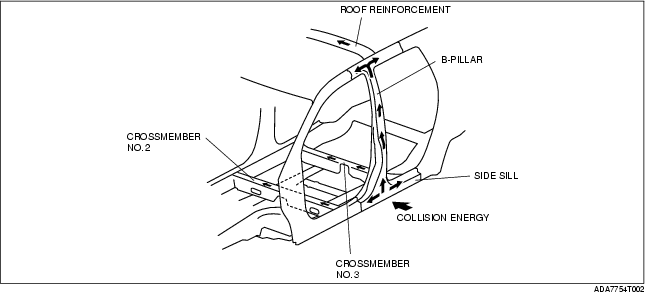 ROOF REINFORCEMENT
B-PILLAR
CROSSMEMBER
NO. 2
SIDE SILL
COLLISION ENERGY
CROSSMEMBER
NO. 3
ADA7754T002